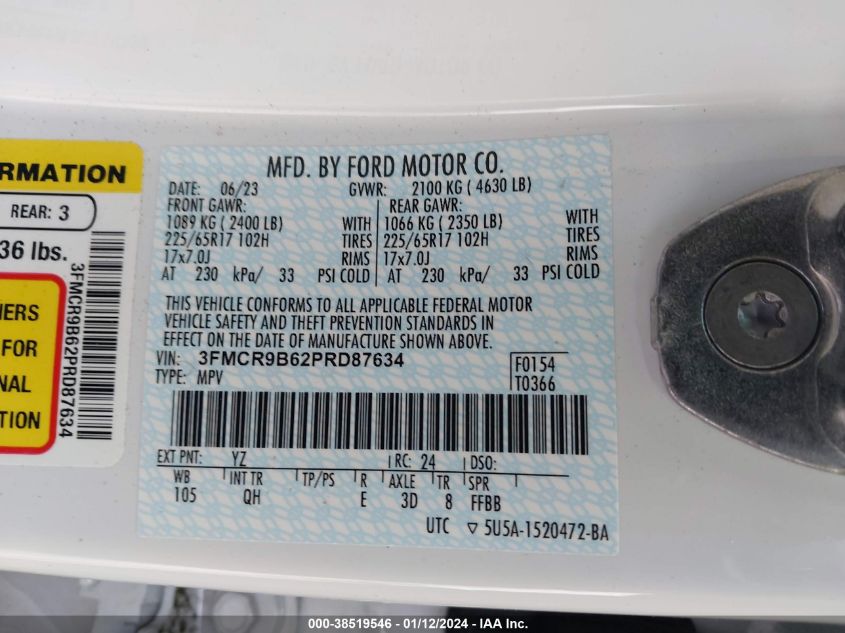 RMATION
REAR: 3
36 lbs.
3FMCR9B62PRD87634
IERS
FOR
NAL
TION
MFD. BY FORD MOTOR CO.
DATE: 06/23 GVWR: 2100 KG ( 4630 LB)
FRONT GAWR: REAR GAWR:
1089 KG ( 2400 LB) WITH 1066 KG ( 2350 LB) WITH
225/65R17 102H TIRES 225/65R17 102H TIRES
17x7.0J RIMS 17x7.0J RIMS
AT 230 kPa/ 33 PSI COLD AT 230 kPa/ 33 PSI COLD
THIS VEHICLE CONFORMS TO ALL APPLICABLE FEDERAL MOTOR
VEHICLE SAFETY AND THEFT PREVENTION STANDARDS IN
EFFECT ON THE DATE OF MANUFACTURE SHOWN ABOVE.
VIN: 3FMCR9B62PRD87634 F0154
TYPE: MPV T0366
EXT PNT: YZ RC: 24 DSO:
WB INT TR TP/PS R AXLE TR SPR
105 QH E 3D 8 FFBB
UTC ▽ 5U5A-1520472-BA
000-38519546 - 01/12/2024 - IAA Inc.